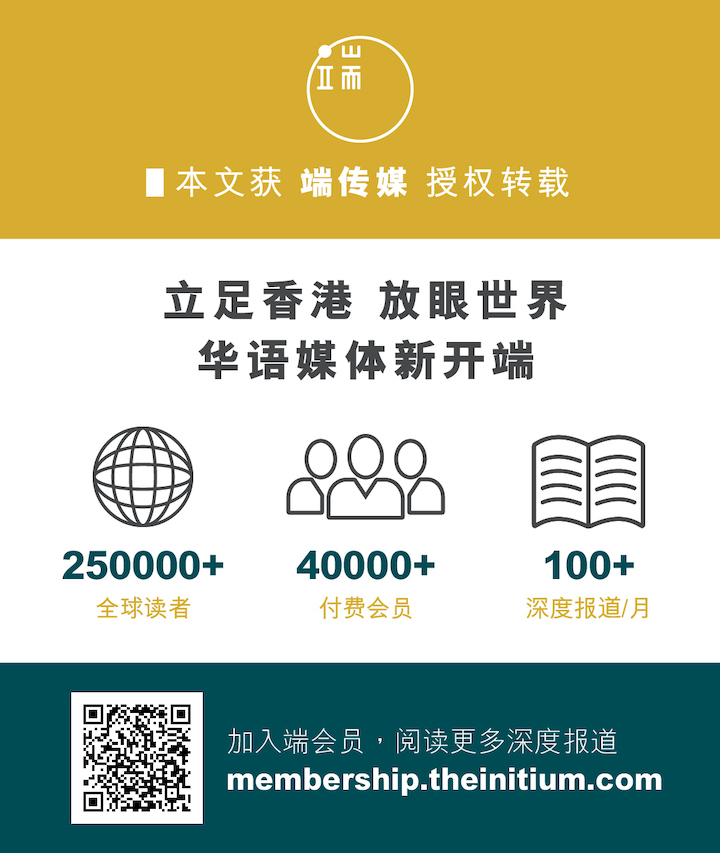 端
本文获 端传媒 授权转载
立足香港 放眼世界
华语媒体新开端
250000+
全球读者
40000+
付费会员
100+
深度报道/月
加入端会员，阅读更多深度报道
membership.theinitium.com